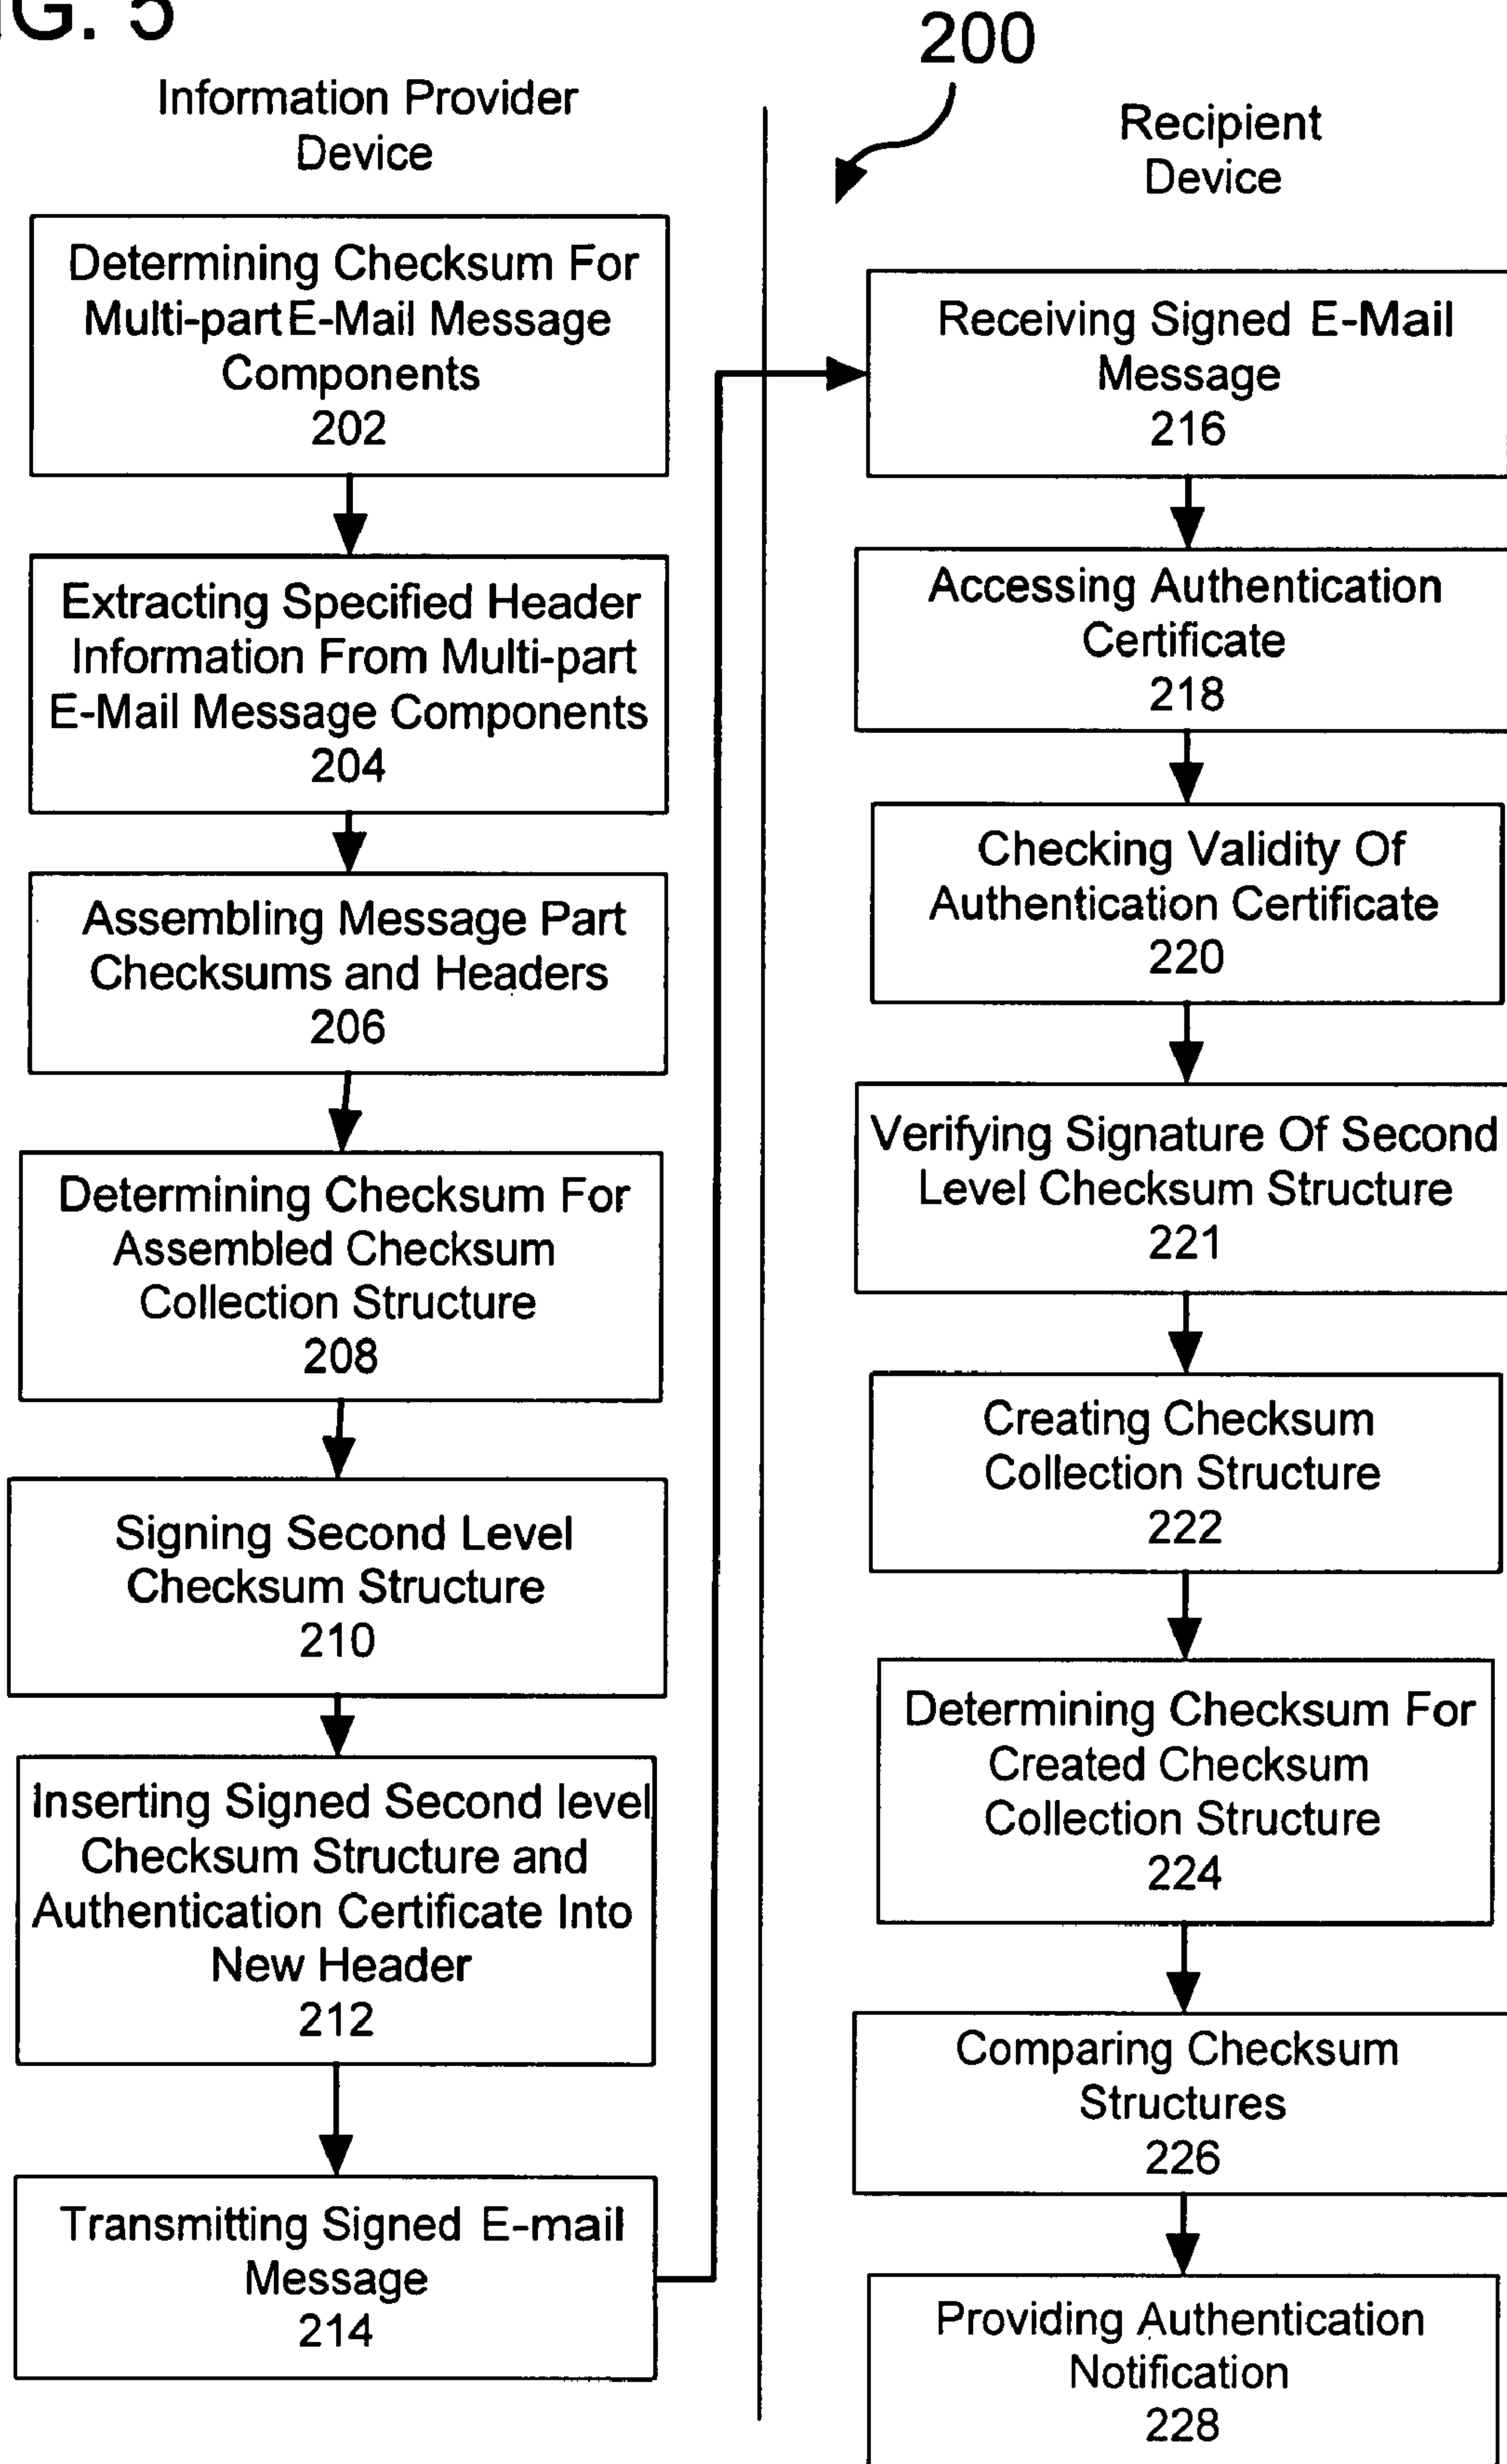 G. 5
200
Information Provider
Device
Determining Checksum For
Multi-part E-Mail Message
Components
202
Extracting Specified Header
Information From Multi-part
E-Mail Message Components
204
Assembling Message Part
Checksums and Headers
206
Determining Checksum For
Assembled Checksum
Collection Structure
208
Signing Second Level
Checksum Structure
210
Inserting Signed Second level
Checksum Structure and
Authentication Certificate Into
New Header
212
Transmitting Signed E-mail
Message
214
Recipient
Device
Receiving Signed E-Mail
Message
216
Accessing Authentication
Certificate
218
Checking Validity Of
Authentication Certificate
220
Verifying Signature Of Second
Level Checksum Structure
221
Creating Checksum
Collection Structure
222
Determining Checksum For
Created Checksum
Collection Structure
224
Comparing Checksum
Structures
226
Providing Authentication
Notification
228